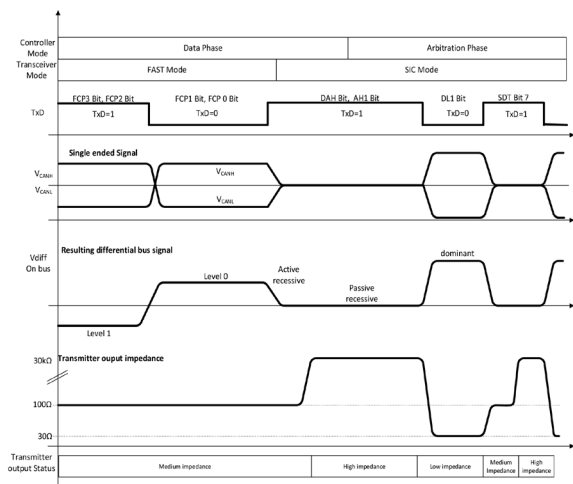 Controller
Mode
Data Phase
Arbitration Phase
Transceiver
Mode
FAST Mode
SIC Mode
FCP3 Bit, FCP2 Bit
FCP1 Bit, FCP 0 Bit
DAH Bit, AH1 Bit
DL1 Bit
SDT Bit 7
TxD
TxD=1
TxD=0
TxD=1
TxD=0
TxD=1
Single ended Signal
VCANH
VCANH
VCANL
VCANL
Resulting differential bus signal
Vdiff
On bus
dominant
Level 0
Active
recessive
Passive
recessive
Level 1
30kΩ
Transmitter ouput impedance
100Ω
30Ω
Transmitter
output Status
Medium impedance
High impedance
Low impedance
Medium
Impedance
High
impedance